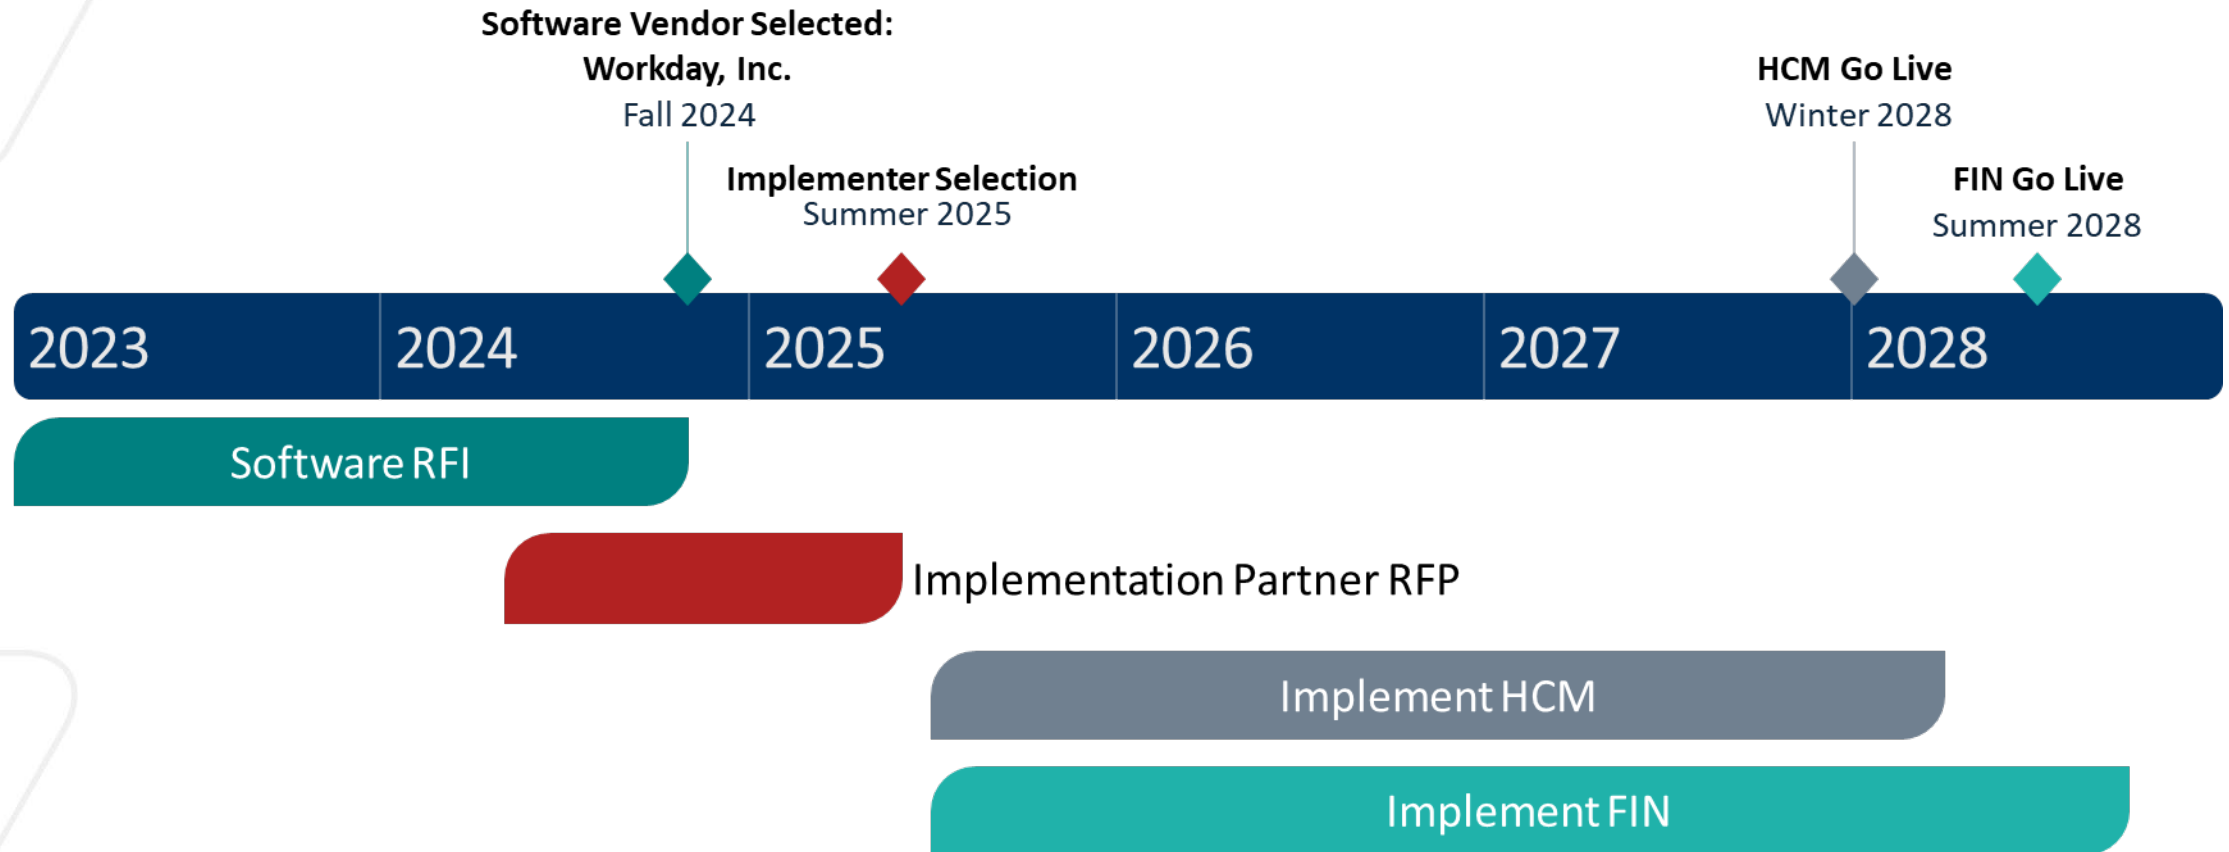 Software Vendor Selected:
Workday, Inc.
Fall 2024
Implementer Selection
Summer 2025
HCM Go Live
Winter 2028
FIN Go Live
Summer 2028
2023
2024
2025
2026
2027
2028
Software RFI
Implementation Partner RFP
Implement HCM
Implement FIN